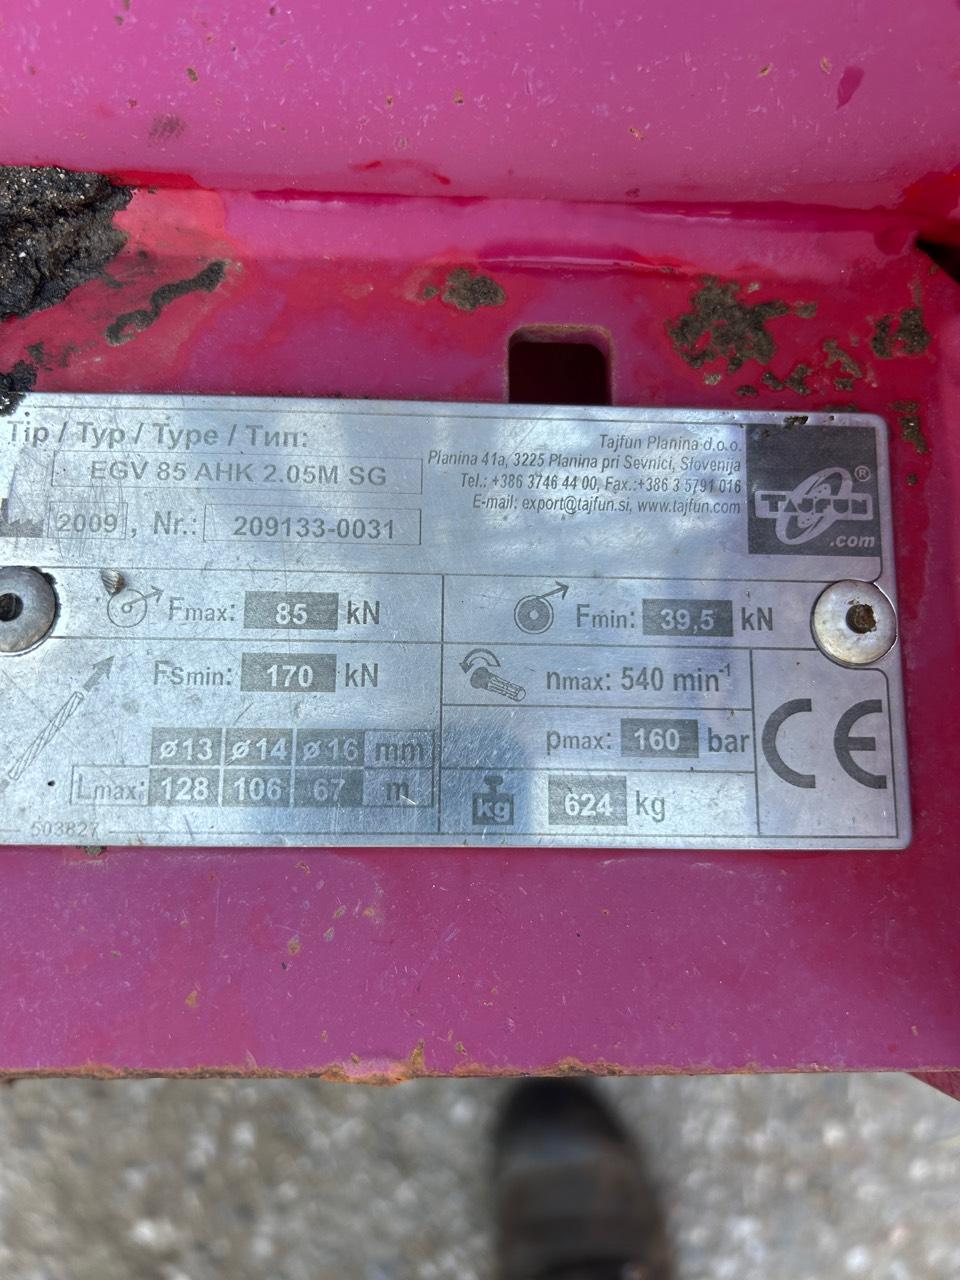 Tip / Typ / Type / Тип:
EGV 85 AHK 2.05M SG
2009, Nr.: 209133-0031
Tajfun Planina d.o.o.
Planina 41a, 3225 Planina pri Sevnici, Slovenija
Tel.: +386 3746 44 00, Fax.:+386 3 5791 016
E-mail: export@tajfun.si, www.tajfun.com
TAJFUN®
.com
Fmax: 85 kN
Fmin: 39,5 kN
FSmin: 170 kN
nmax: 540 min-1
pmax: 160 bar
ø13 ø14 ø16 mm
Lmax: 128 106 67 m
kg 624 kg
CE
503827